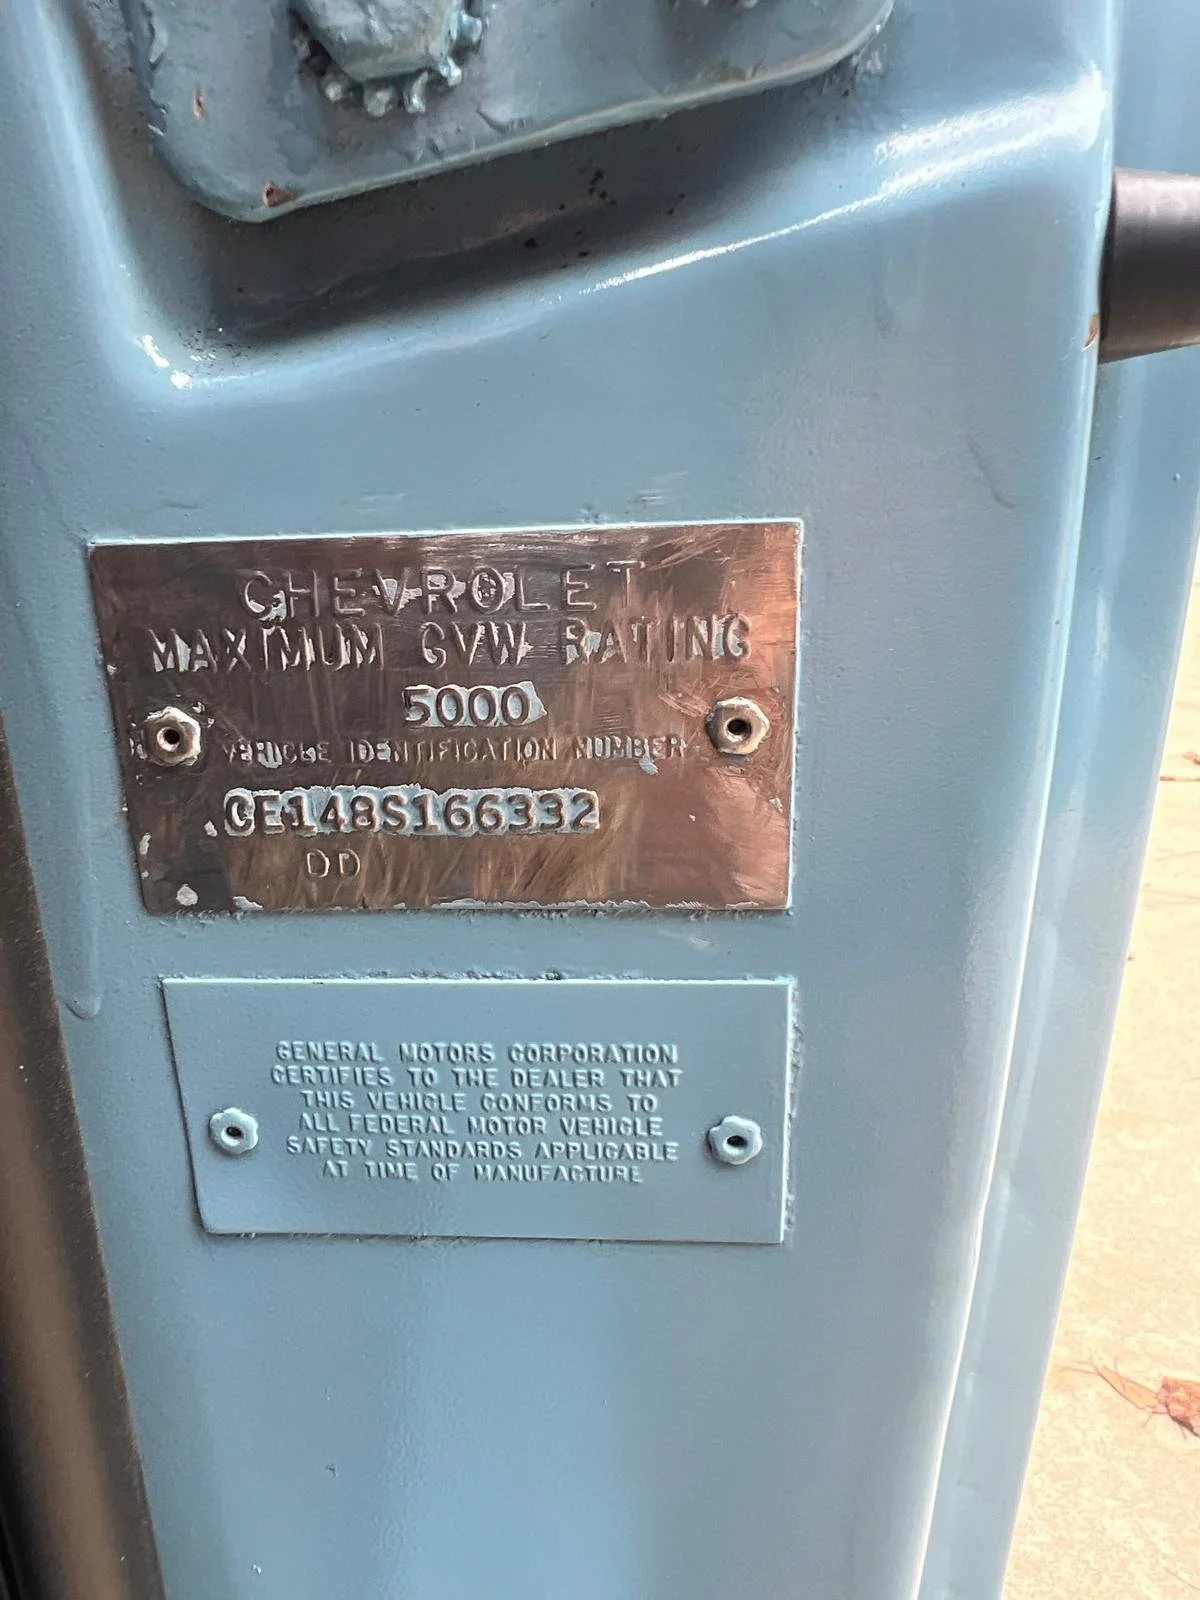 CHEVROLET
MAXIMUM GVW RATING
5000
VEHICLE IDENTIFICATION NUMBER
CE148S166332
DD
GENERAL MOTORS CORPORATION
CERTIFIES TO THE DEALER THAT
THIS VEHICLE CONFORMS TO
ALL FEDERAL MOTOR VEHICLE
SAFETY STANDARDS APPLICABLE
AT TIME OF MANUFACTURE